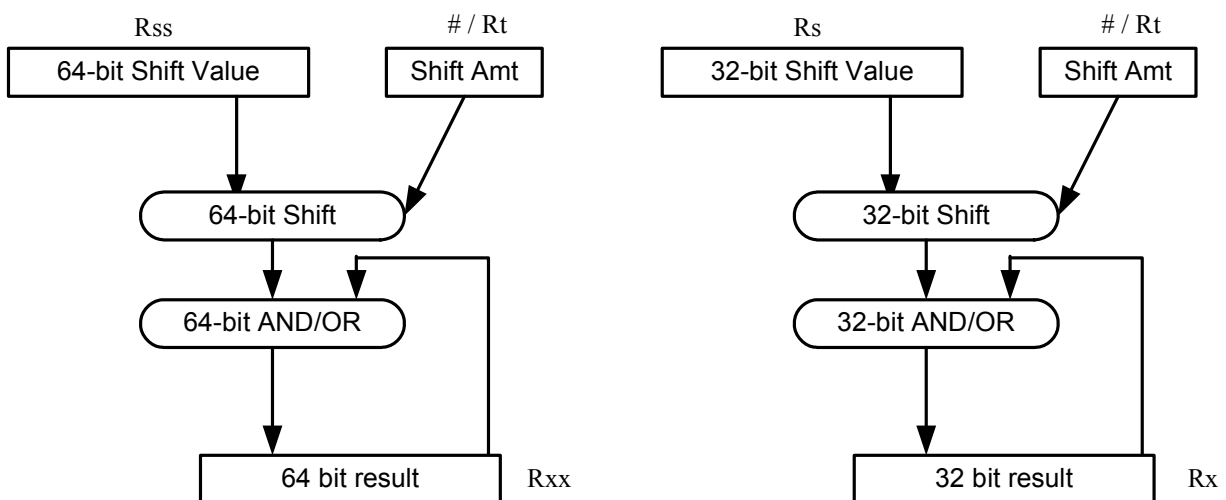 Rss
# / Rt
64-bit Shift Value
Shift Amt
64-bit Shift
64-bit AND/OR
64 bit result
Rxx
Rs
# / Rt
32-bit Shift Value
Shift Amt
32-bit Shift
32-bit AND/OR
32 bit result
Rx